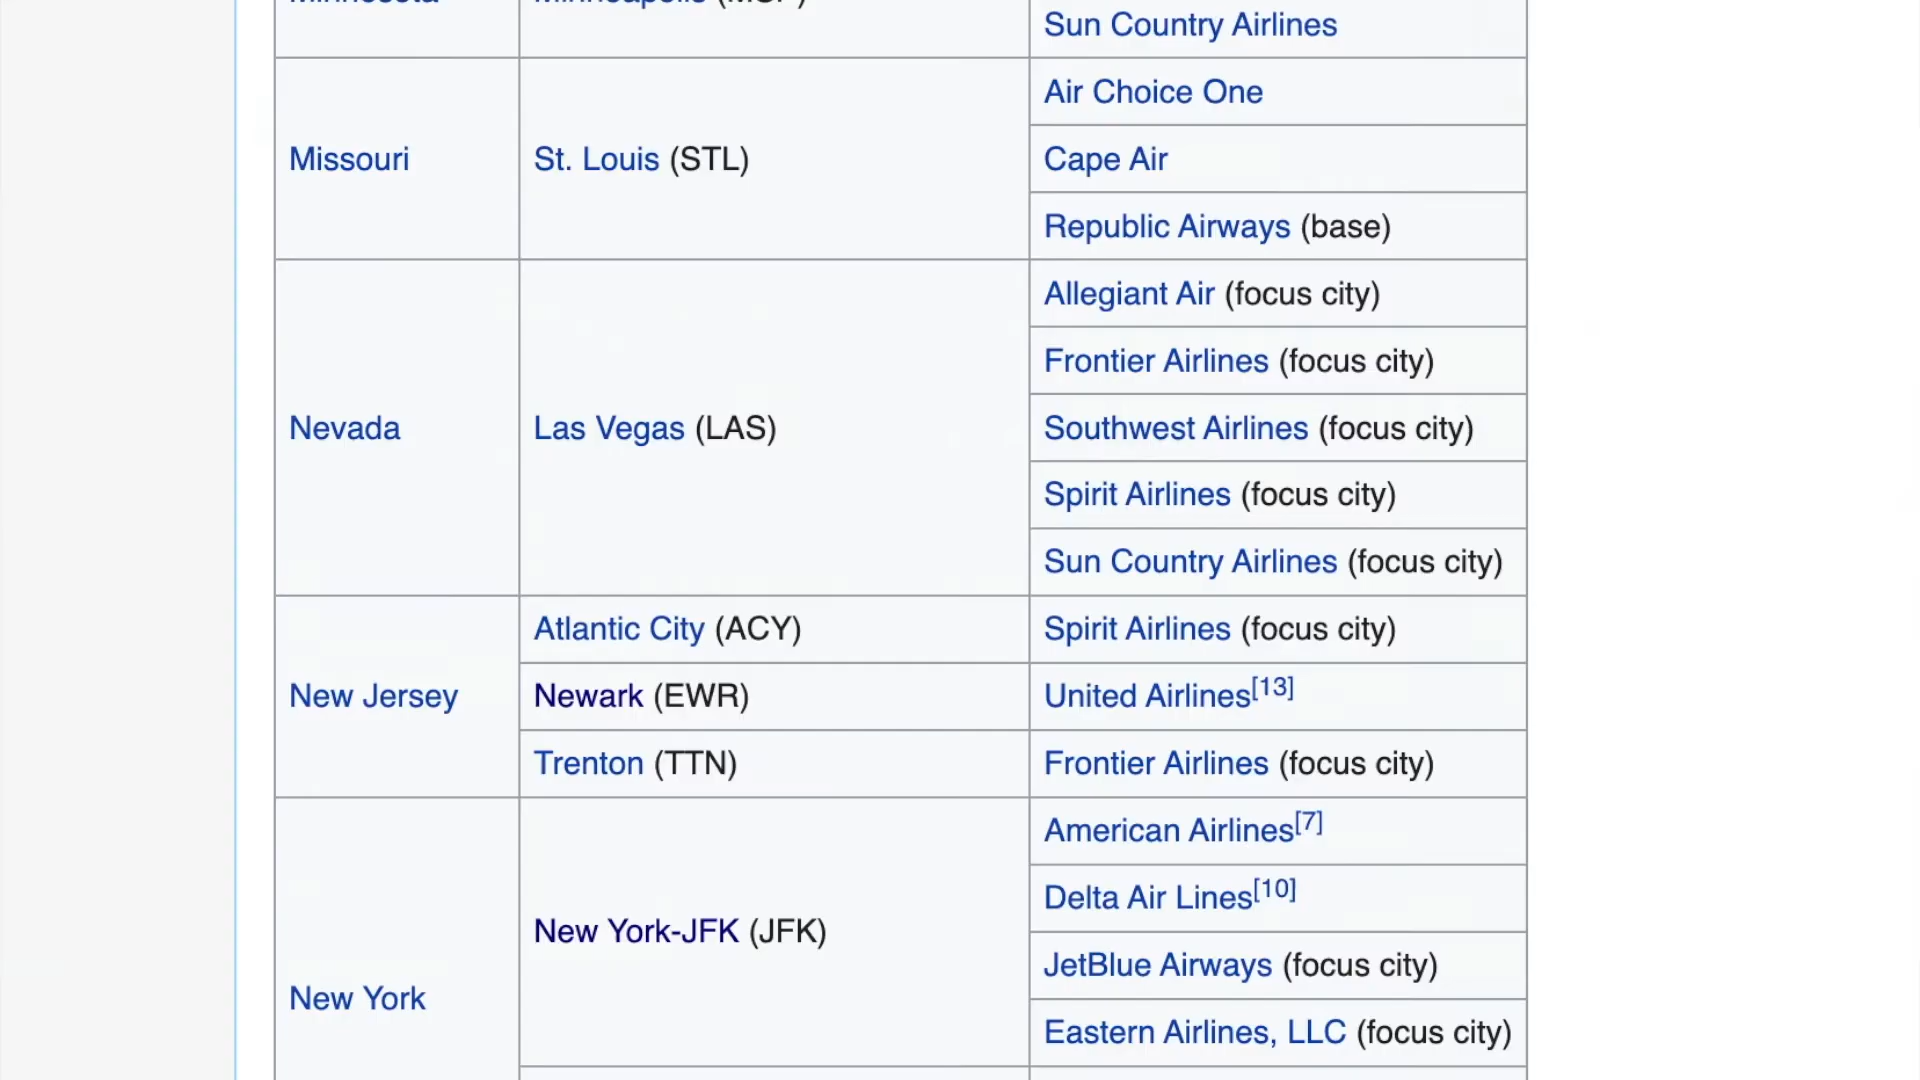 Sun Country Airlines
Missouri
St. Louis (STL)
Air Choice One
Cape Air
Republic Airways (base)
Nevada
Las Vegas (LAS)
Allegiant Air (focus city)
Frontier Airlines (focus city)
Southwest Airlines (focus city)
Spirit Airlines (focus city)
Sun Country Airlines (focus city)
New Jersey
Atlantic City (ACY)
Spirit Airlines (focus city)
Newark (EWR)
United Airlines[13]
Trenton (TTN)
Frontier Airlines (focus city)
New York
New York-JFK (JFK)
American Airlines[7]
Delta Air Lines[10]
JetBlue Airways (focus city)
Eastern Airlines, LLC (focus city)